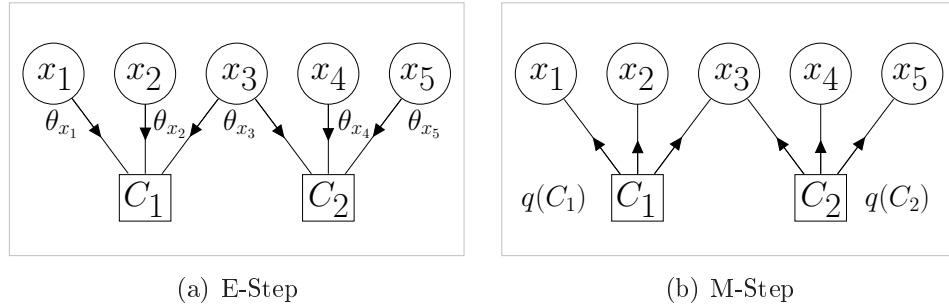 x₁ x₂ x₃ x₄ x₅
θₓ₁ θₓ₂ θₓ₃ θₓ₄ θₓ₅
C₁ C₂
(a) E-Step
x₁ x₂ x₃ x₄ x₅
q(C₁) C₁ C₂ q(C₂)
(b) M-Step